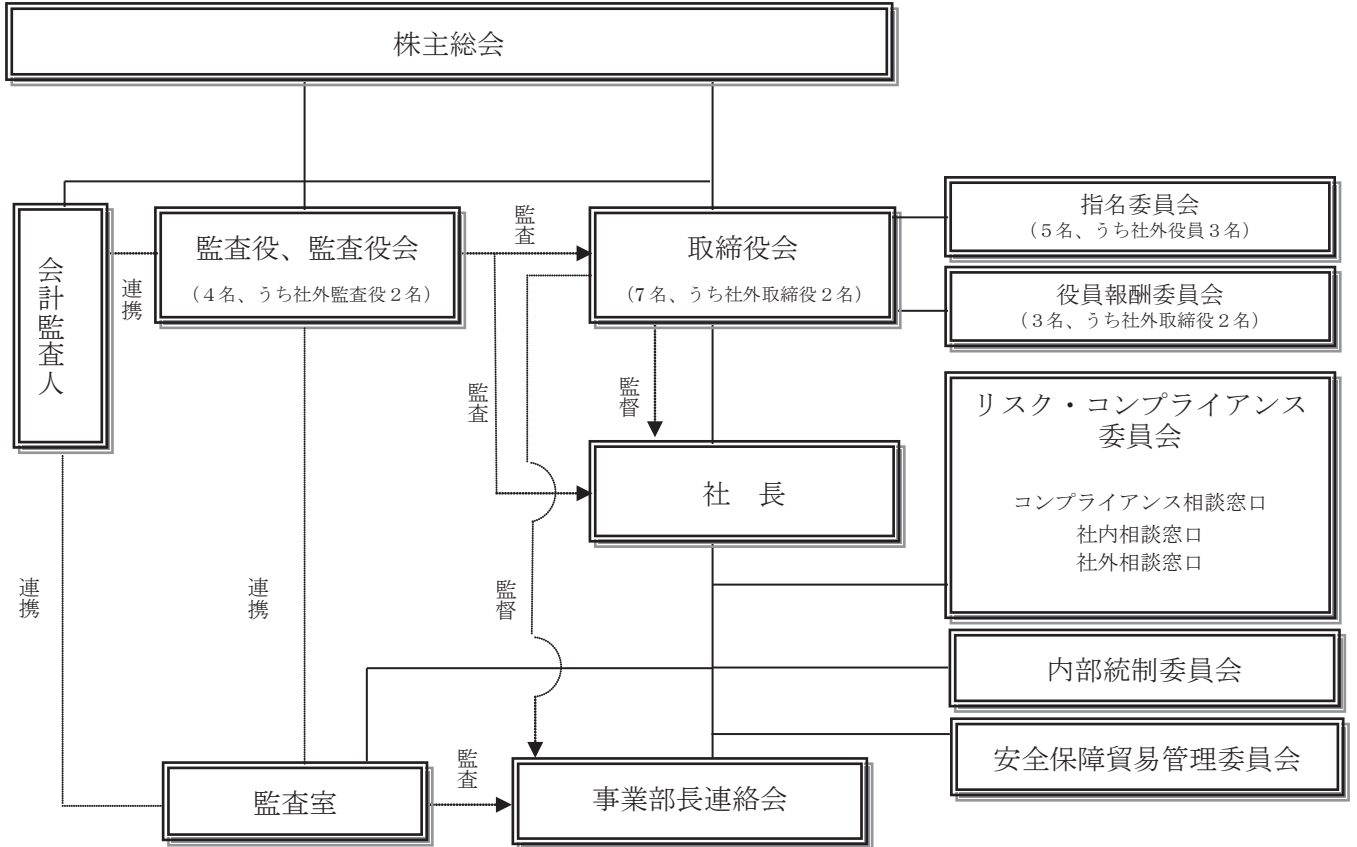 株主総会
会計監査人
連携
監査役、監査役会
（４名、うち社外監査役２名）
監査
取締役会
（7名、うち社外取締役２名）
指名委員会
（５名、うち社外役員３名）
役員報酬委員会
（３名、うち社外取締役２名）
監査
監督
リスク・コンプライアンス
委員会
コンプライアンス相談窓口
社内相談窓口
社外相談窓口
社　長
連携
連携
監督
内部統制委員会
安全保障貿易管理委員会
監査室
監査
事業部長連絡会